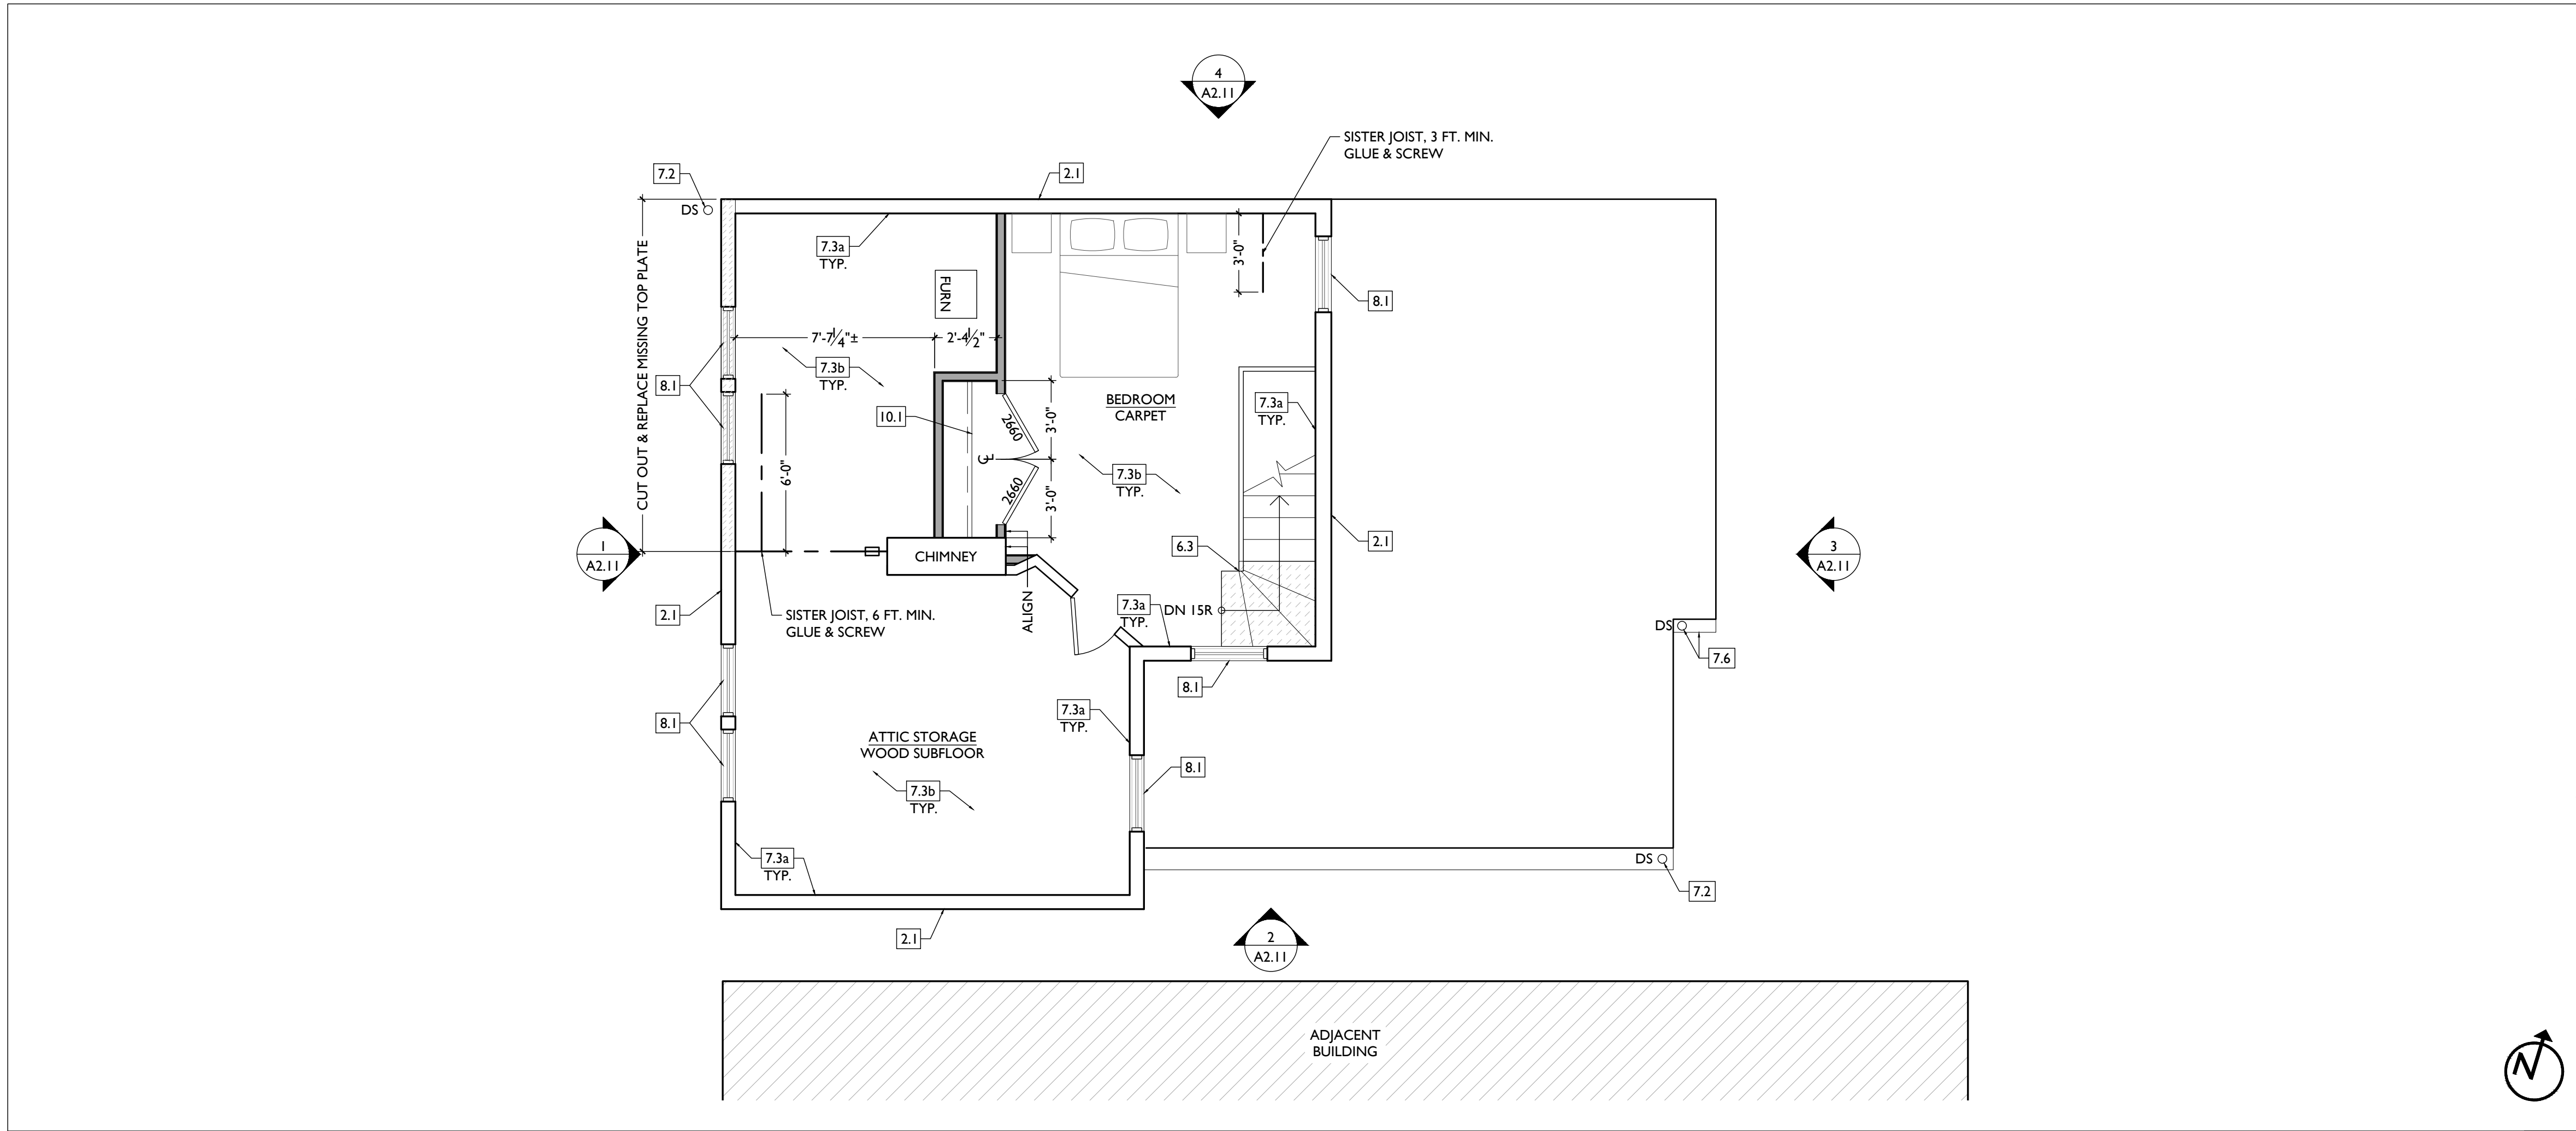 4
A2.11
SISTER JOIST, 3 FT. MIN.
GLUE & SCREW
7.2
2.1
DS
CUT OUT & REPLACE MISSING TOP PLATE
7.3a
TYP.
3'-0"
FURN
8.1
7'-7 1/4"±
2'-4 1/2"
7.3b
TYP.
8.1
BEDROOM
CARPET
7.3a
TYP.
10.1
2660
3'-0"
6'-0"
CL
7.3b
TYP.
2660
3'-0"
1
A2.11
CHIMNEY
6.3
2.1
3
A2.11
2.1
SISTER JOIST, 6 FT. MIN.
GLUE & SCREW
ALIGN
7.3a
TYP.
DN 15R
DS
7.6
8.1
8.1
7.3a
TYP.
ATTIC STORAGE
WOOD SUBFLOOR
8.1
7.3b
TYP.
7.3a
TYP.
DS
7.2
2.1
2
A2.11
ADJACENT
BUILDING
N